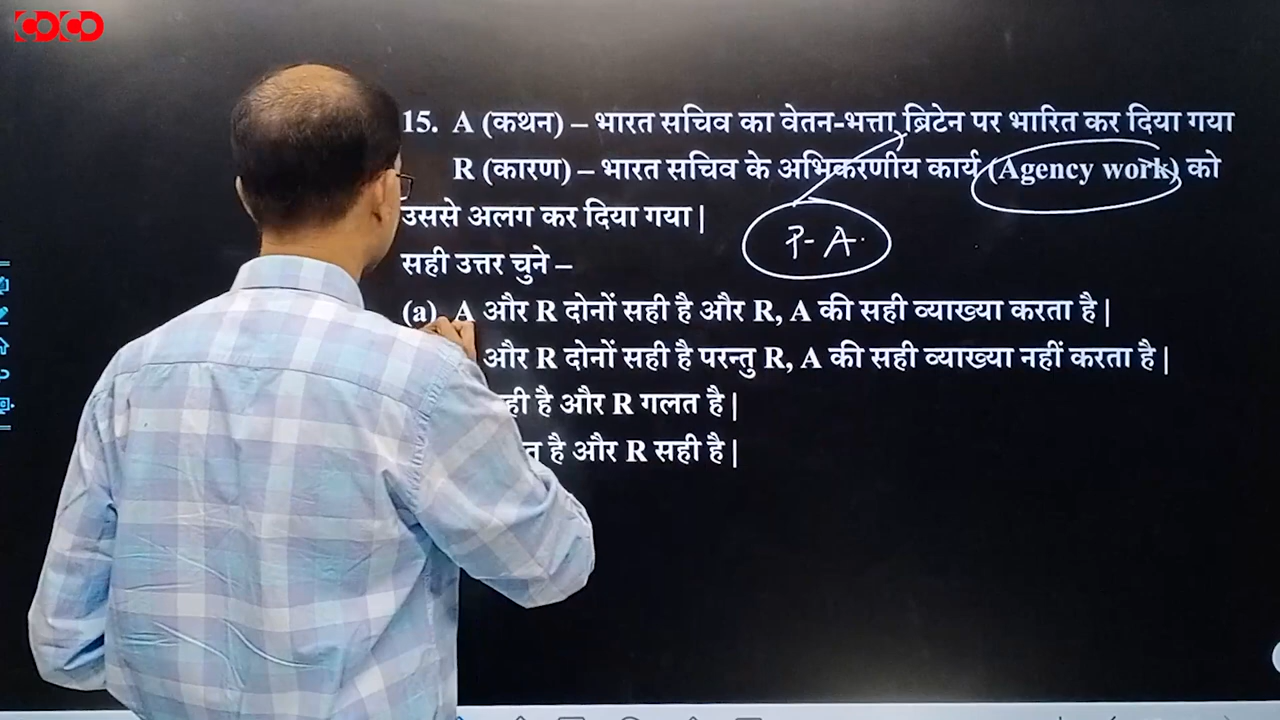 COCO
15. A (कथन) – भारत सचिव का वेतन-भत्ता ब्रिटेन पर भारित कर दिया गया
R (कारण) – भारत सचिव के अभिकरणीय कार्य (Agency work) को
उससे अलग कर दिया गया |
P-A.
सही उत्तर चुने –
(a) A और R दोनों सही है और R, A की सही व्याख्या करता है |
और R दोनों सही है परन्तु R, A की सही व्याख्या नहीं करता है |
है और R गलत है |
है और R सही है |